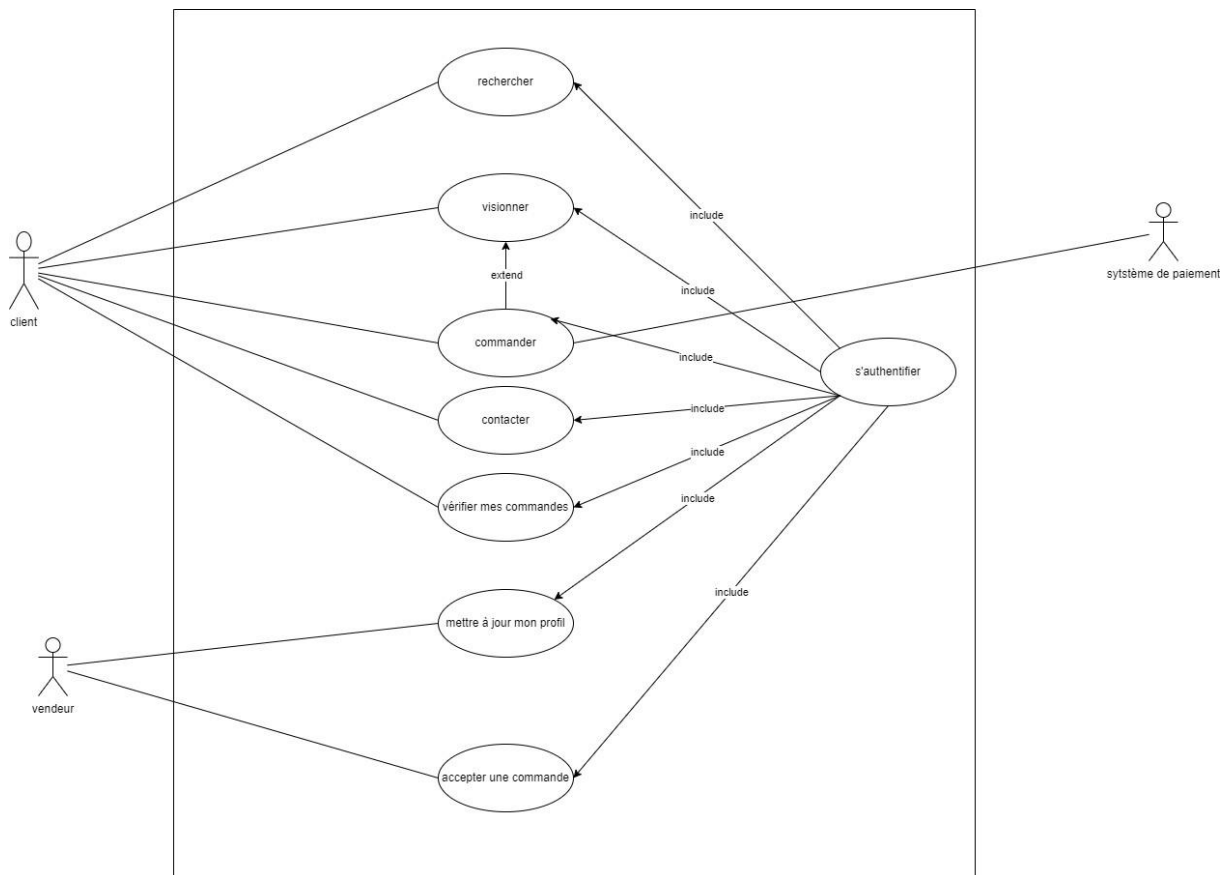 rechercher
include
visionner
include
extend
client
sytstème de paiement
commander
include
s'authentifier
contacter
include
vérifier mes commandes
include
include
mettre à jour mon profil
include
vendeur
accepter une commande